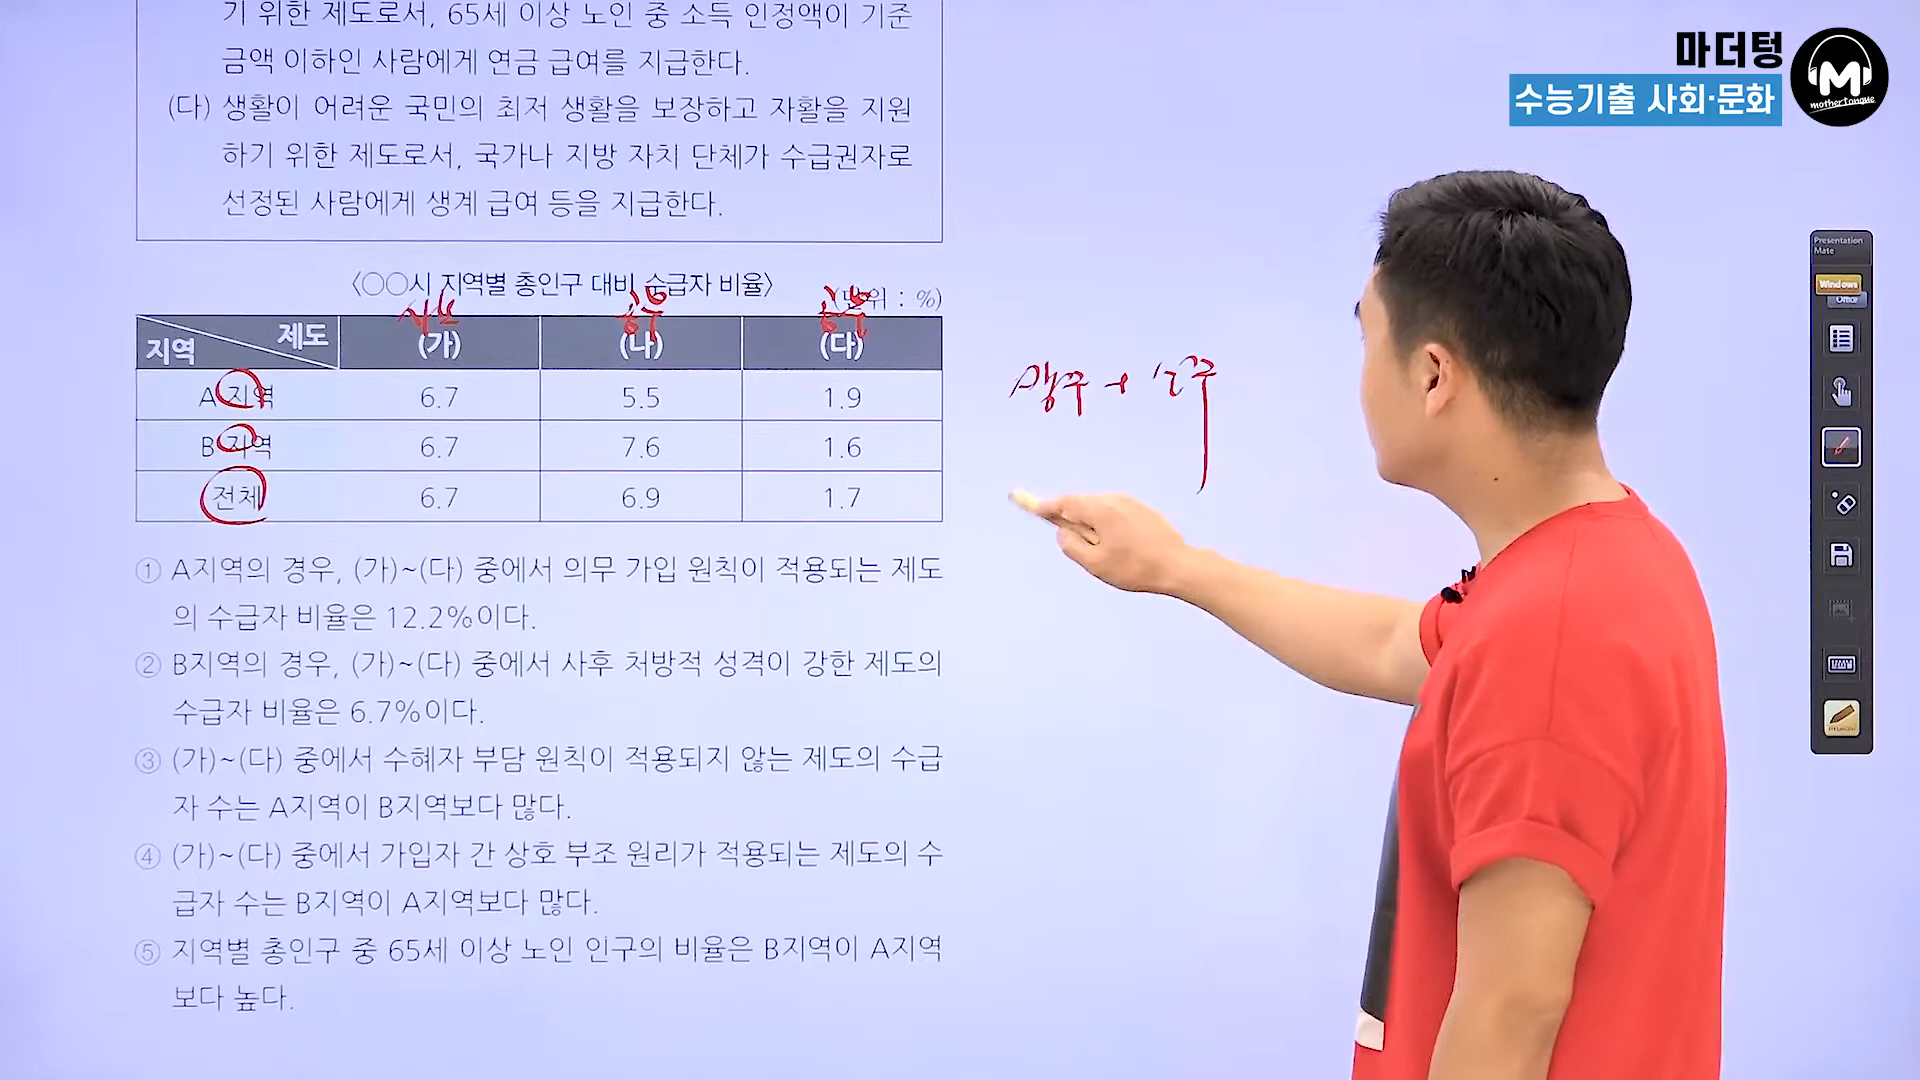 기 위한 제도로서, 65세 이상 노인 중 소득 인정액이 기준
금액 이하인 사람에게 연금 급여를 지급한다.
(다) 생활이 어려운 국민의 최저 생활을 보장하고 자활을 지원
하기 위한 제도로서, 국가나 지방 자치 단체가 수급권자로
선정된 사람에게 생계 급여 등을 지급한다.
마더텅
수능기출 사회·문화
M
mothertongue
<○○시 지역별 총인구 대비 수급자 비율>
(단위 : %)
사보 공부 공부
지역 제도 (가) (나) (다)
A 지역 6.7 5.5 1.9
B 지역 6.7 7.6 1.6
전체 6.7 6.9 1.7
① A지역의 경우, (가)~(다) 중에서 의무 가입 원칙이 적용되는 제도
의 수급자 비율은 12.2%이다.
② B지역의 경우, (가)~(다) 중에서 사후 처방적 성격이 강한 제도의
수급자 비율은 6.7%이다.
③ (가)~(다) 중에서 수혜자 부담 원칙이 적용되지 않는 제도의 수급
자 수는 A지역이 B지역보다 많다.
④ (가)~(다) 중에서 가입자 간 상호 부조 원리가 적용되는 제도의 수
급자 수는 B지역이 A지역보다 많다.
⑤ 지역별 총인구 중 65세 이상 노인 인구의 비율은 B지역이 A지역
보다 높다.
Presentation
Mate
Windows
Office